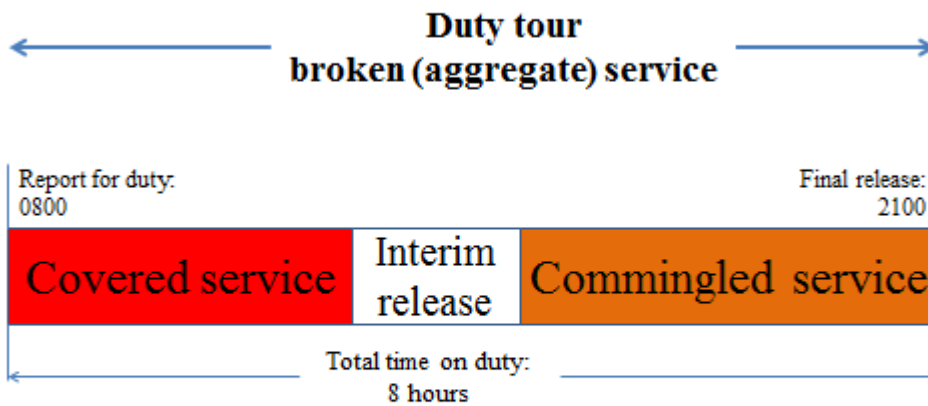 Duty tour
broken (aggregate) service
Report for duty:
0800
Final release:
2100
Covered service
Interim
release
Commingled service
Total time on duty:
8 hours